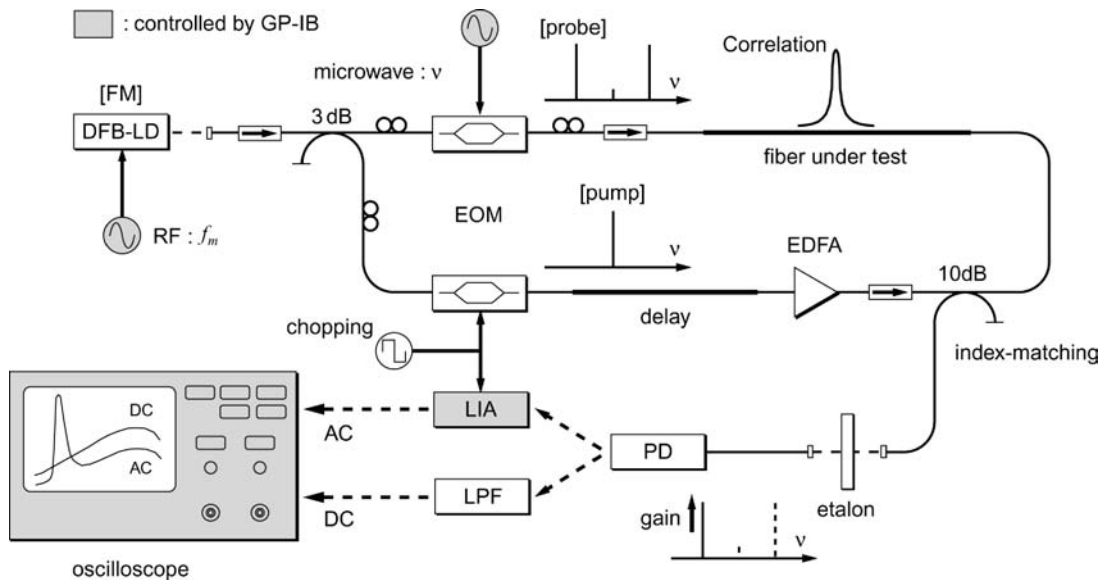 : controlled by GP-IB
[probe]
Correlation
microwave : ν
ν
[FM]
DFB-LD
3 dB
fiber under test
[pump]
EOM
RF : fm
ν
EDFA
10dB
delay
chopping
index-matching
DC
AC
LIA
AC
PD
LPF
DC
etalon
gain
ν
oscilloscope